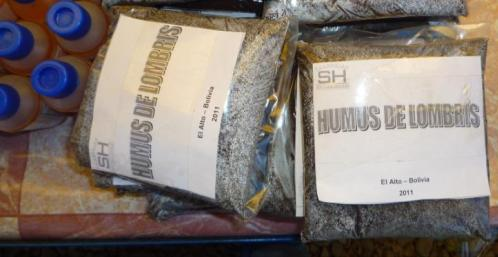 SH
HUMUS DE LOMBRIS
El Alto – Bolivia
2011
SH
HUMUS DE LOMBRIS
El Alto – Bolivia
2011